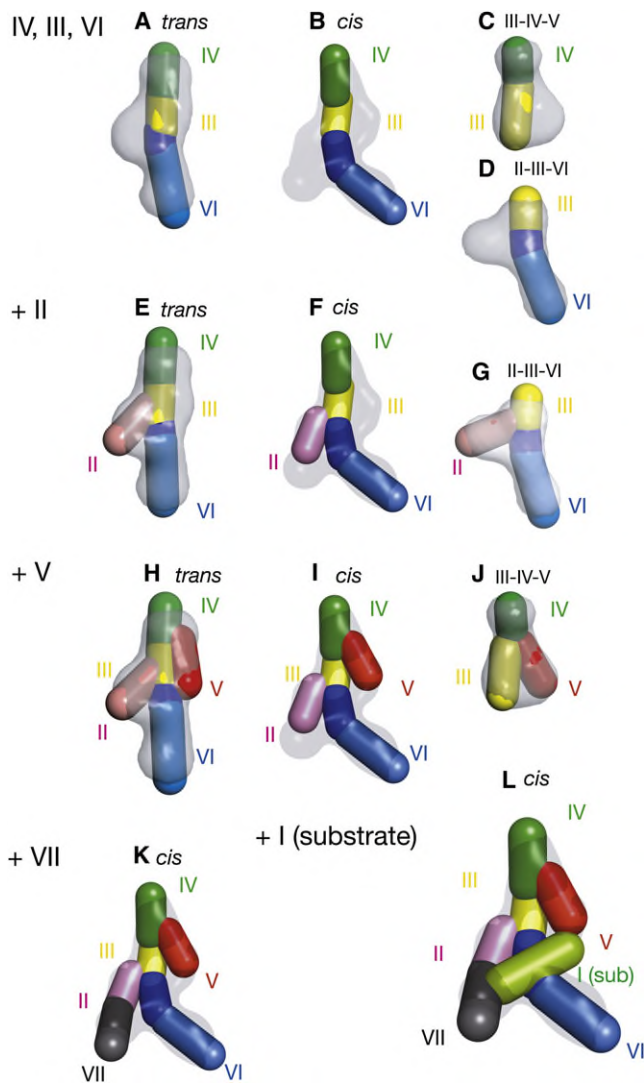 IV, III, VI
A trans
IV
III
VI
B cis
IV
III
VI
C III-IV-V
IV
III
D II-III-VI
III
VI
+ II
E trans
IV
III
II
VI
F cis
IV
III
II
VI
G II-III-VI
III
II
VI
+ V
H trans
IV
III
V
II
VI
I cis
IV
III
V
II
VI
J III-IV-V
IV
III
V
+ VII
K cis
IV
III
V
II
VII
VI
+ I (substrate)
L cis
IV
III
V
II
I (sub)
VII
VI